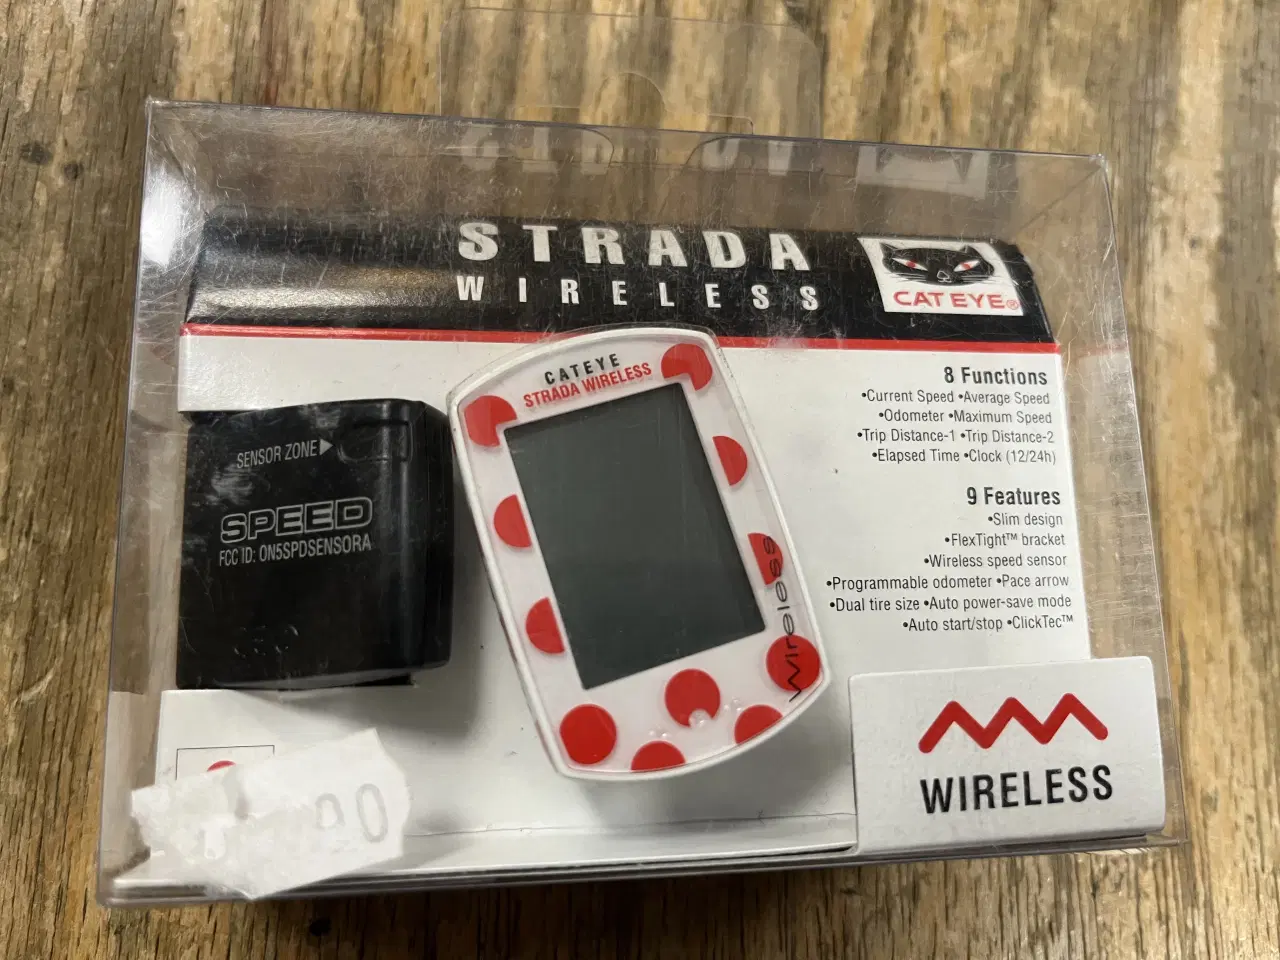 STRADA
WIRELESS
CATEYE®
CATEYE
STRADA WIRELESS
wireless
SENSOR ZONE
SPEED
FCC ID: ON5SPDSENSORA
8 Functions
•Current Speed •Average Speed
•Odometer •Maximum Speed
•Trip Distance-1 •Trip Distance-2
•Elapsed Time •Clock (12/24h)
9 Features
•Slim design
•FlexTight™ bracket
•Wireless speed sensor
•Programmable odometer •Pace arrow
•Dual tire size •Auto power-save mode
•Auto start/stop •ClickTec™
WIRELESS